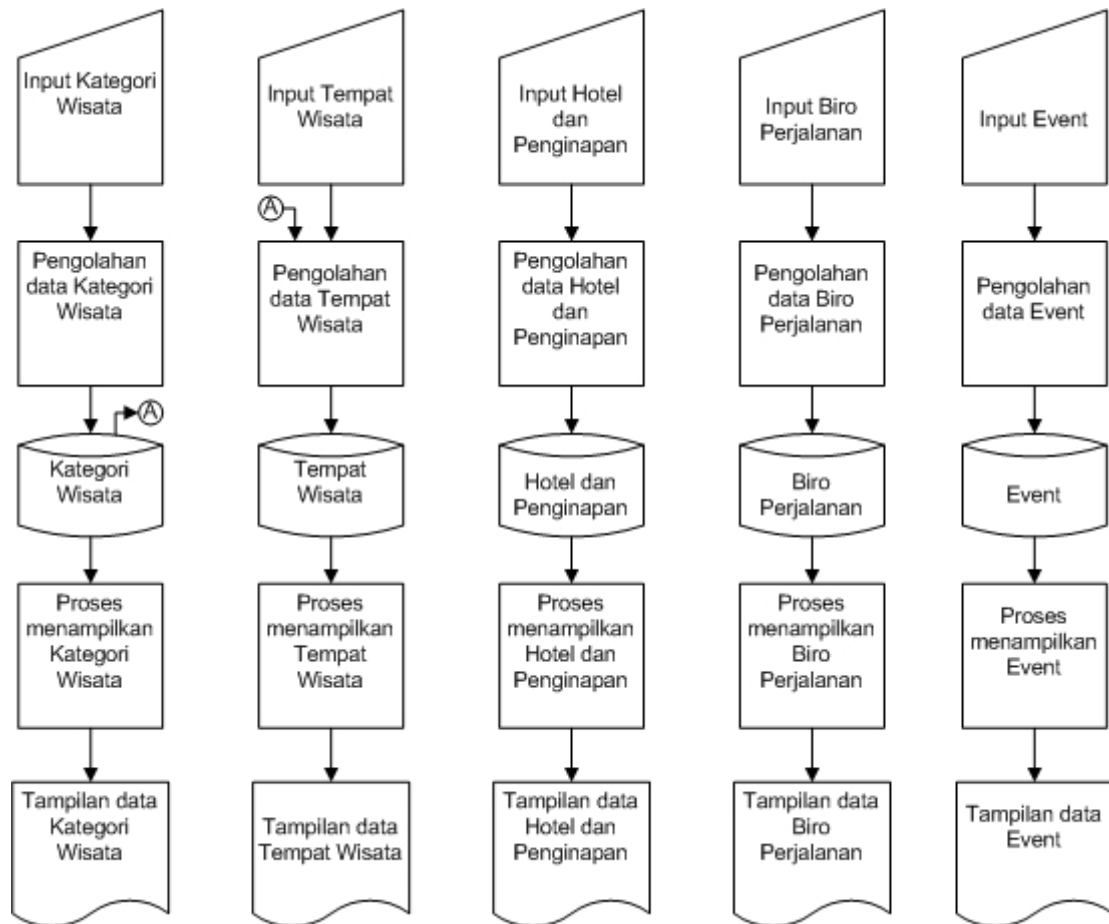 Input Kategori
Wisata
Input Tempat
Wisata
Input Hotel
dan
Penginapan
Input Biro
Perjalanan
Input Event
A
Pengolahan
data Kategori
Wisata
Pengolahan
data Tempat
Wisata
Pengolahan
data Hotel
dan
Penginapan
Pengolahan
data Biro
Perjalanan
Pengolahan
data Event
A
Kategori
Wisata
Tempat
Wisata
Hotel dan
Penginapan
Biro
Perjalanan
Event
Proses
menampilkan
Kategori
Wisata
Proses
menampilkan
Tempat
Wisata
Proses
menampilkan
Hotel dan
Penginapan
Proses
menampilkan
Biro
Perjalanan
Proses
menampilkan
Event
Tampilan data
Kategori
Wisata
Tampilan data
Tempat Wisata
Tampilan data
Hotel dan
Penginapan
Tampilan data
Biro
Perjalanan
Tampilan data
Event